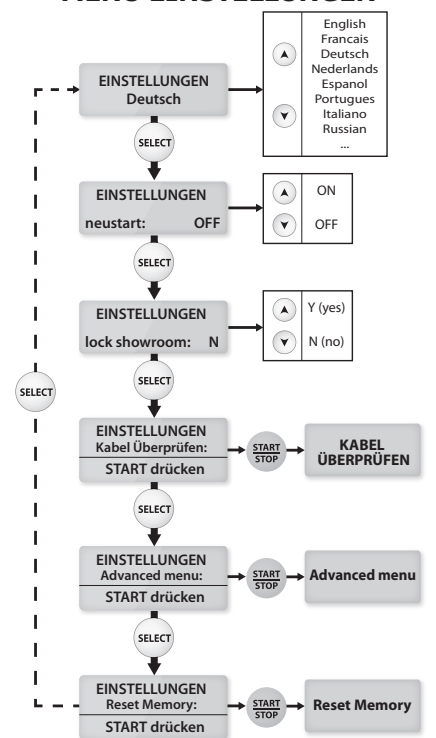 EINSTELLUNGEN
Deutsch
English
Francais
Deutsch
Nederlands
Espanol
Portugues
Italiano
Russian
...
SELECT
EINSTELLUNGEN
neustart: OFF
ON
OFF
SELECT
EINSTELLUNGEN
lock showroom: N
Y (yes)
N (no)
SELECT
SELECT
EINSTELLUNGEN
Kabel Überprüfen:
START drücken
START
STOP
KABEL
ÜBERPRÜFEN
SELECT
EINSTELLUNGEN
Advanced menu:
START drücken
START
STOP
Advanced menu
SELECT
EINSTELLUNGEN
Reset Memory:
START drücken
START
STOP
Reset Memory